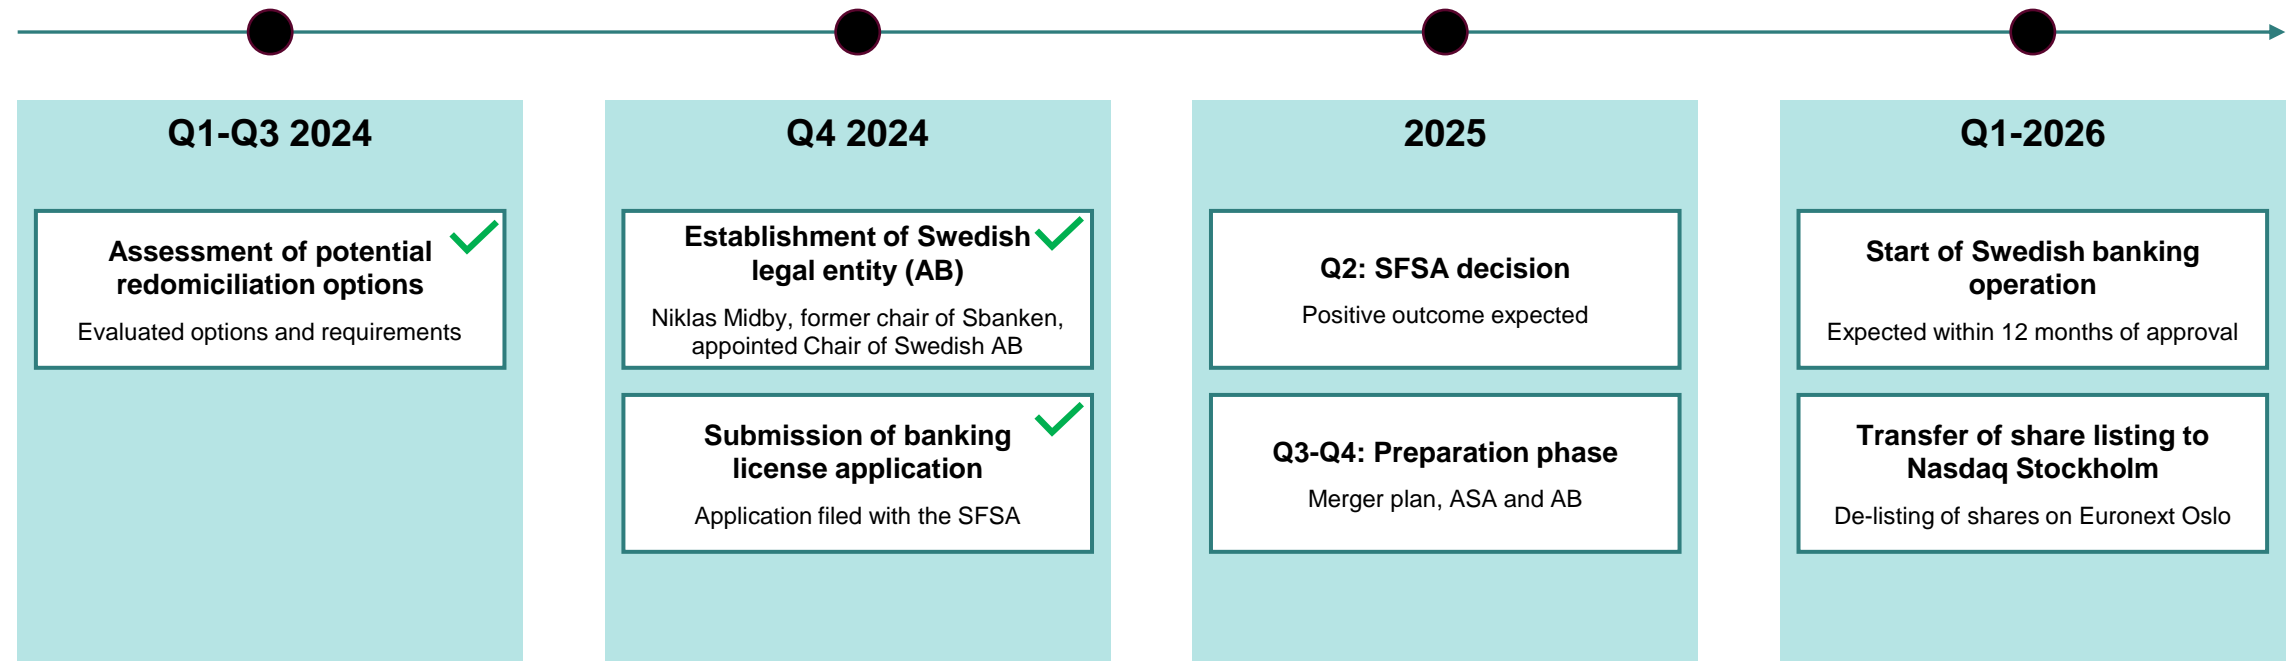 Q1-Q3 2024
Assessment of potential
redomiciliation options
Evaluated options and requirements
Q4 2024
Establishment of Swedish
legal entity (AB)
Niklas Midby, former chair of Sbanken,
appointed Chair of Swedish AB
Submission of banking
license application
Application filed with the SFSA
2025
Q2: SFSA decision
Positive outcome expected
Q3-Q4: Preparation phase
Merger plan, ASA and AB
Q1-2026
Start of Swedish banking
operation
Expected within 12 months of approval
Transfer of share listing to
Nasdaq Stockholm
De-listing of shares on Euronext Oslo